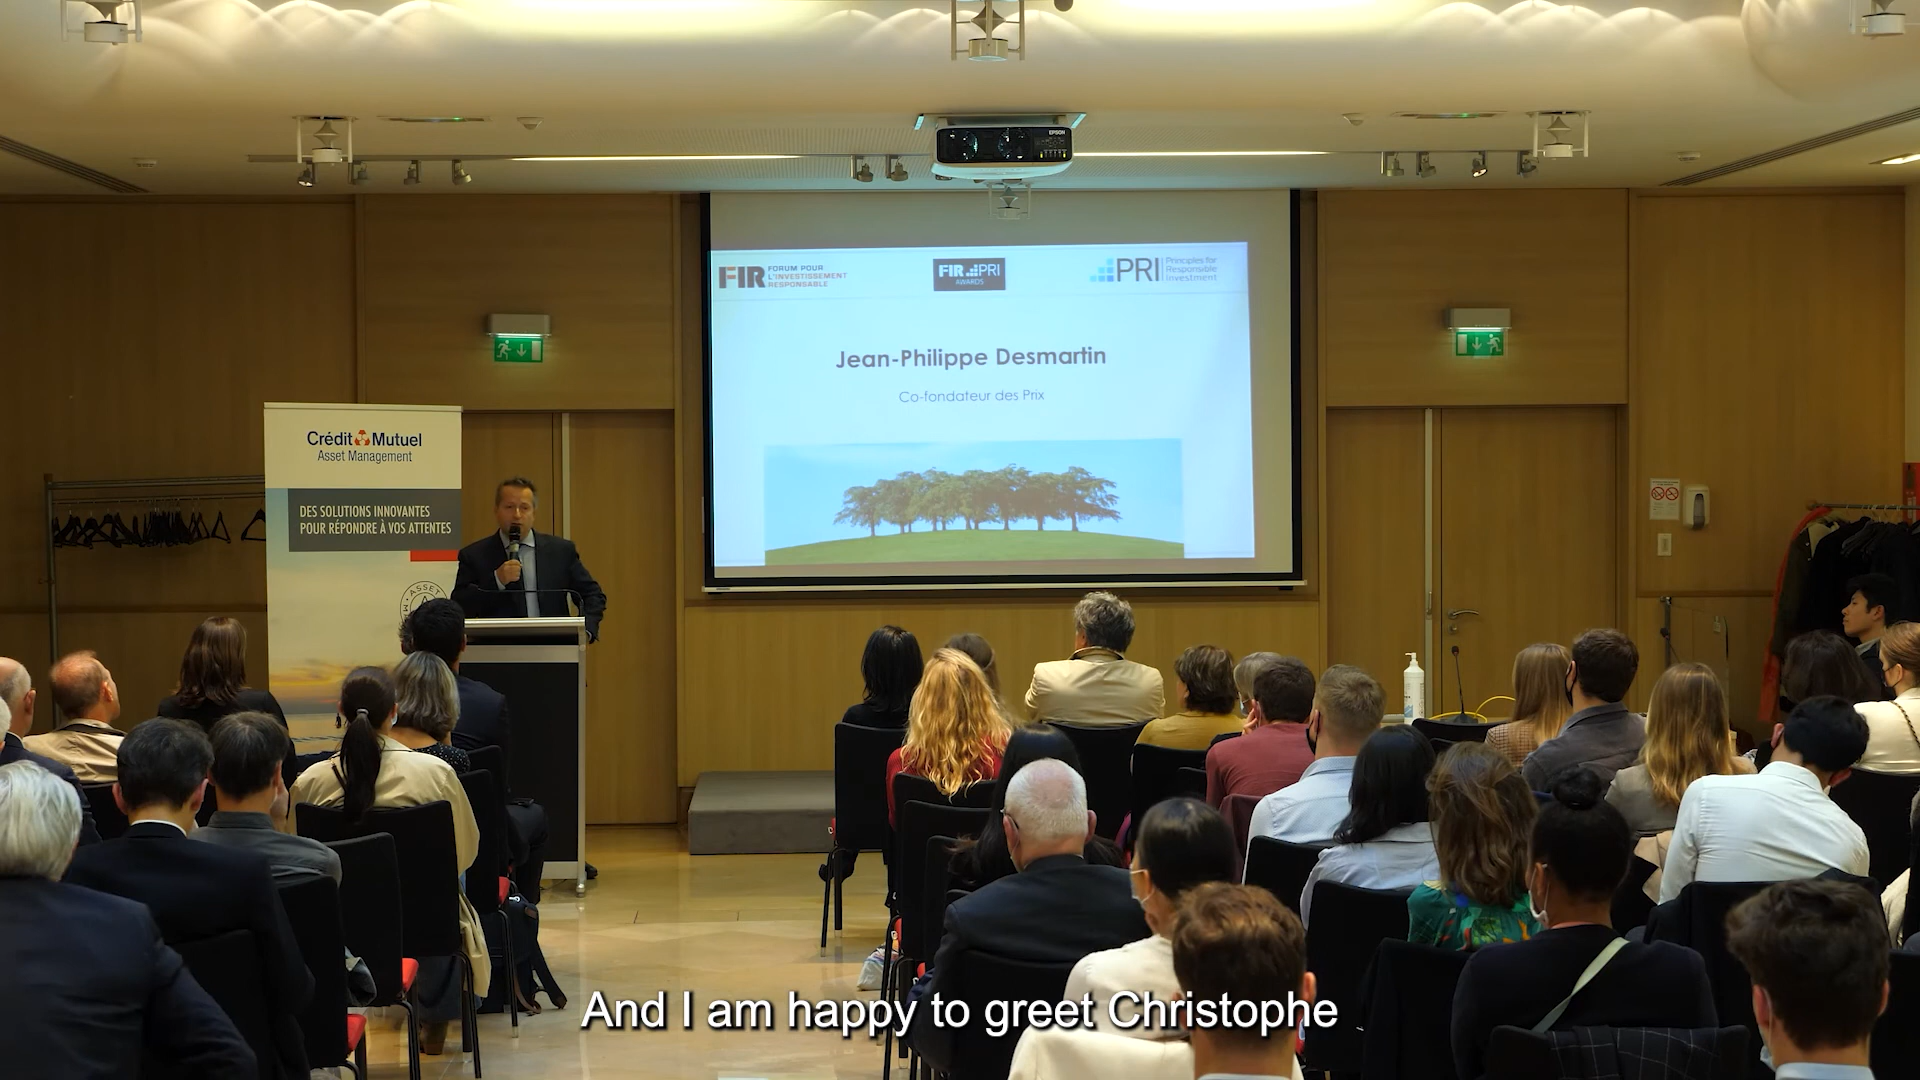 EPSON
FIR FORUM POUR
L'INVESTISSEMENT
RESPONSABLE
FIR PRI
AWARDS
PRI Principles for
Responsible
Investment
Jean-Philippe Desmartin
Co-fondateur des Prix
Crédit Mutuel
Asset Management
DES SOLUTIONS INNOVANTES
POUR RÉPONDRE À VOS ATTENTES
ASSET
And I am happy to greet Christophe